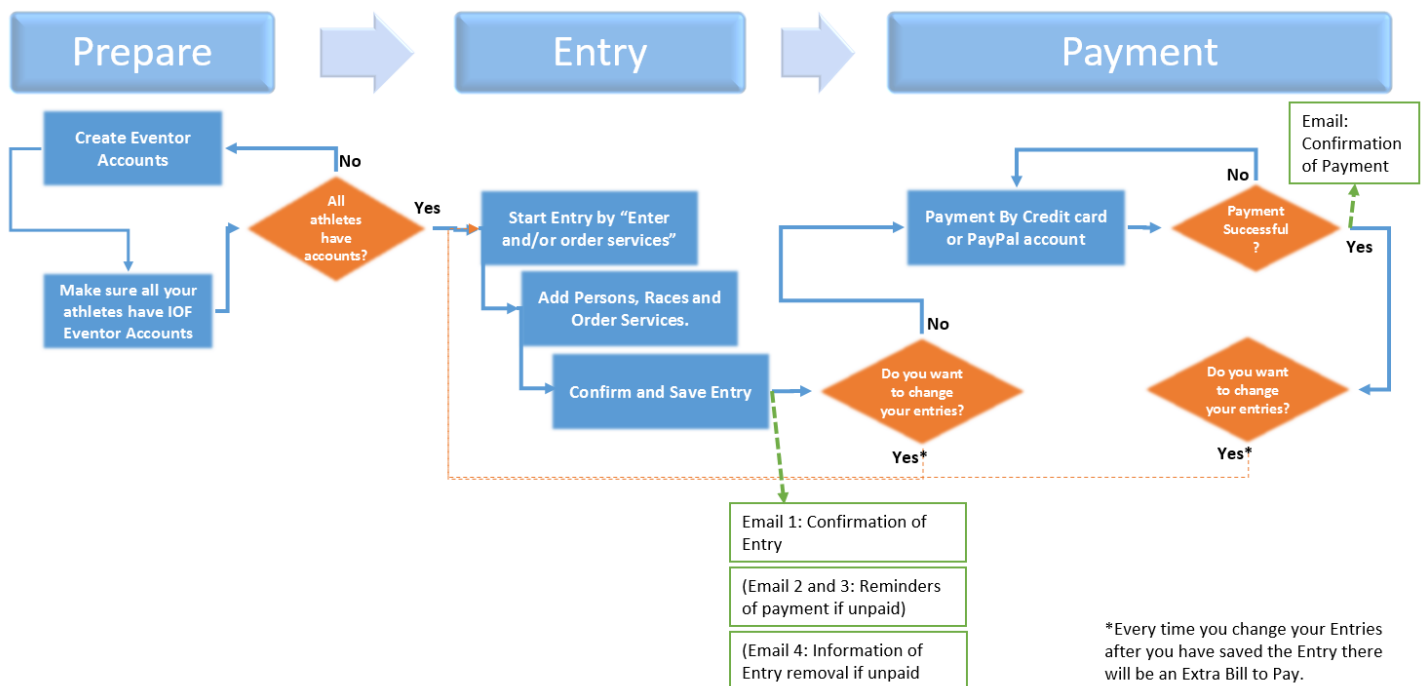 Prepare
Entry
Payment
Create Eventor
Accounts
No
All
athletes
have
accounts?
Yes
Make sure all your
athletes have IOF
Eventor Accounts
Start Entry by “Enter
and/or order services”
Add Persons, Races and
Order Services.
Confirm and Save Entry
Do you want
to change
your entries?
No
Yes*
Payment By Credit card
or PayPal account
No
Payment
Successful
?
Yes
Email:
Confirmation
of Payment
Do you want
to change
your entries?
Yes*
Email 1: Confirmation of
Entry
(Email 2 and 3: Reminders
of payment if unpaid)
(Email 4: Information of
Entry removal if unpaid
*Every time you change your Entries
after you have saved the Entry there
will be an Extra Bill to Pay.